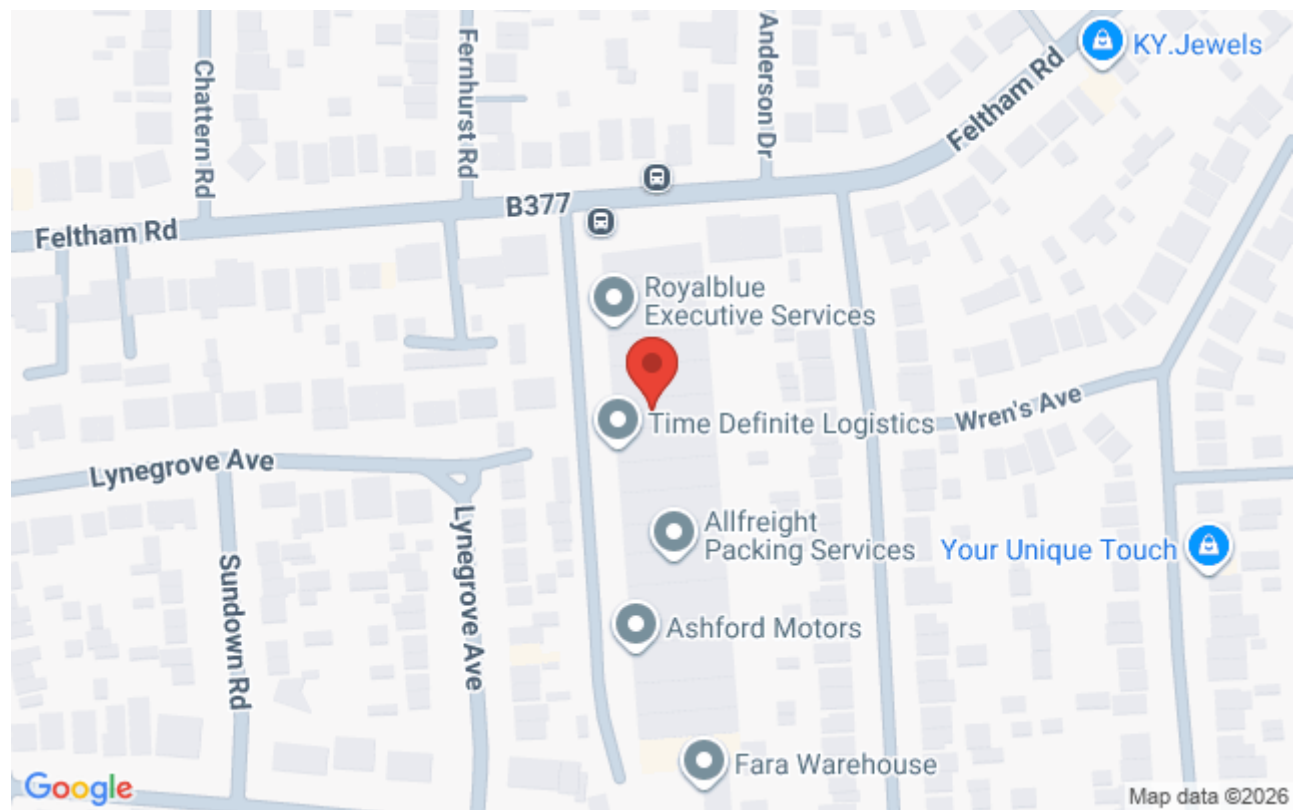 Fernhurst Rd
Chattern Rd
Anderson Dr
Feltham Rd
KY.Jewels
B377
Feltham Rd
Royalblue
Executive Services
Time Definite Logistics
Wren's Ave
Lynegrove Ave
Lynegrove Ave
Sundown Rd
Allfreight
Packing Services
Your Unique Touch
Ashford Motors
Fara Warehouse
Google
Map data ©2026